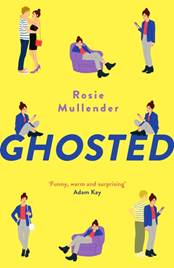 Rosie
Mullender
GHOSTED
'Funny, warm and surprising'
Adam Kay